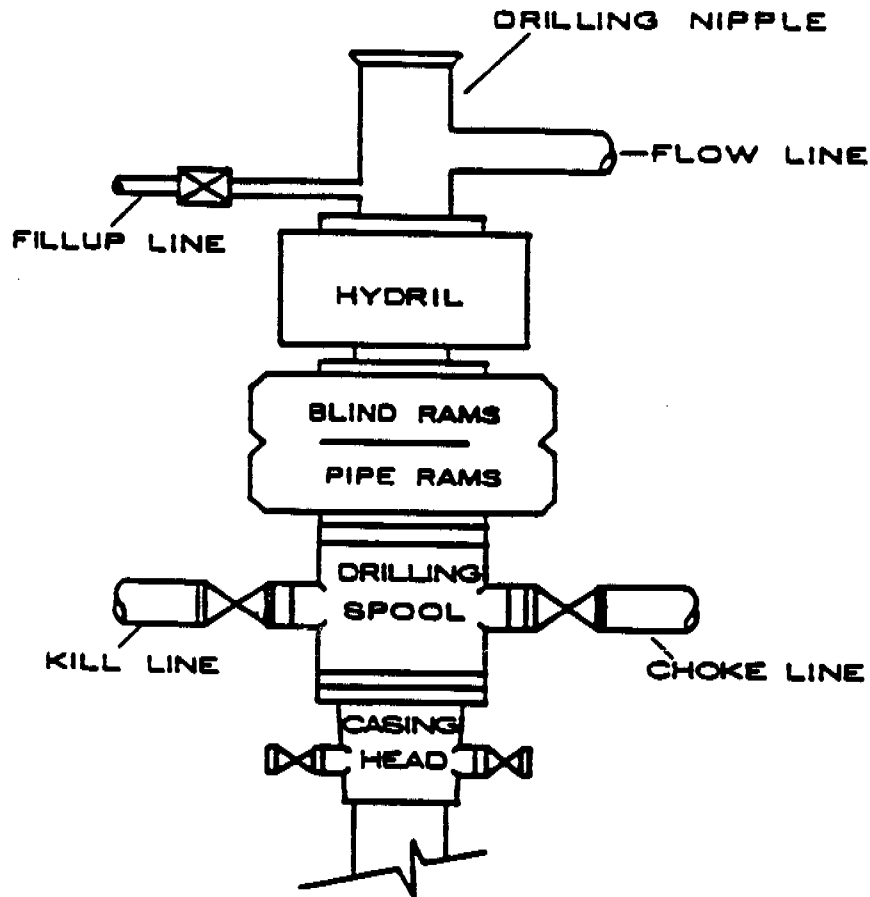 DRILLING NIPPLE
FLOW LINE
FILLUP LINE
HYDRIL
BLIND RAMS
PIPE RAMS
DRILLING
SPOOL
KILL LINE
CHOKE LINE
CASING
HEAD